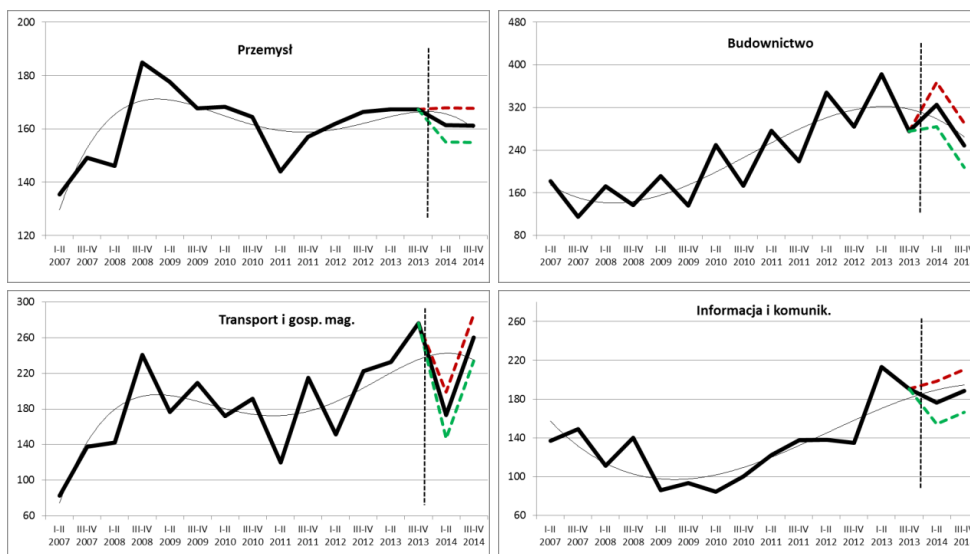 Przemysł
200
180
160
140
120
I-II III-IV I-II III-IV I-II III-IV I-II III-IV I-II III-IV I-II III-IV I-II III-IV I-II III-IV
2007 2007 2008 2008 2009 2009 2010 2010 2011 2011 2012 2012 2013 2013 2014 2014
Budownictwo
480
400
320
240
160
80
I-II III-IV I-II III-IV I-II III-IV I-II III-IV I-II III-IV I-II III-IV I-II III-IV I-II III-IV
2007 2007 2008 2008 2009 2009 2010 2010 2011 2011 2012 2012 2013 2013 2014
Transport i gosp. mag.
300
260
220
180
140
100
60
I-II III-IV I-II III-IV I-II III-IV I-II III-IV I-II III-IV I-II III-IV I-II III-IV I-II III-IV
2007 2007 2008 2008 2009 2009 2010 2010 2011 2011 2012 2012 2013 2013 2014 2014
Informacja i komunik.
260
220
180
140
100
60
I-II III-IV I-II III-IV I-II III-IV I-II III-IV I-II III-IV I-II III-IV I-II III-IV I-II III-IV
2007 2007 2008 2008 2009 2009 2010 2010 2011 2011 2012 2012 2013 2013 2014